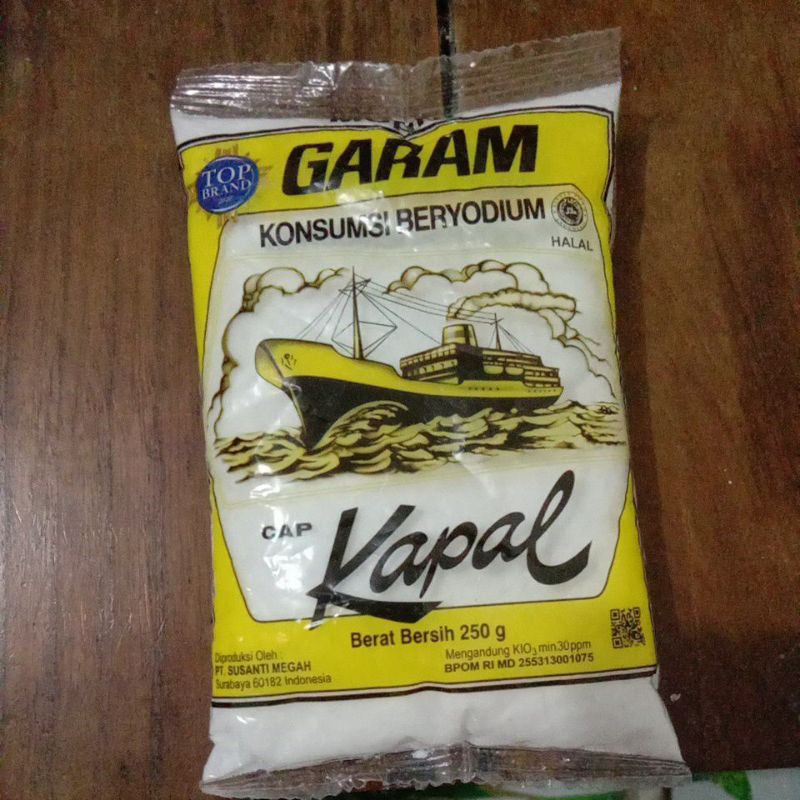 GARAM
TOP
BRAND
KONSUMSI BERYODIUM
HALAL
CAP
Kapal
Berat Bersih 250 g
Diproduksi Oleh :
PT. SUSANTI MEGAH
Surabaya 60182 Indonesia
Mengandung KIO₃ min.30 ppm
BPOM RI MD 255313001075